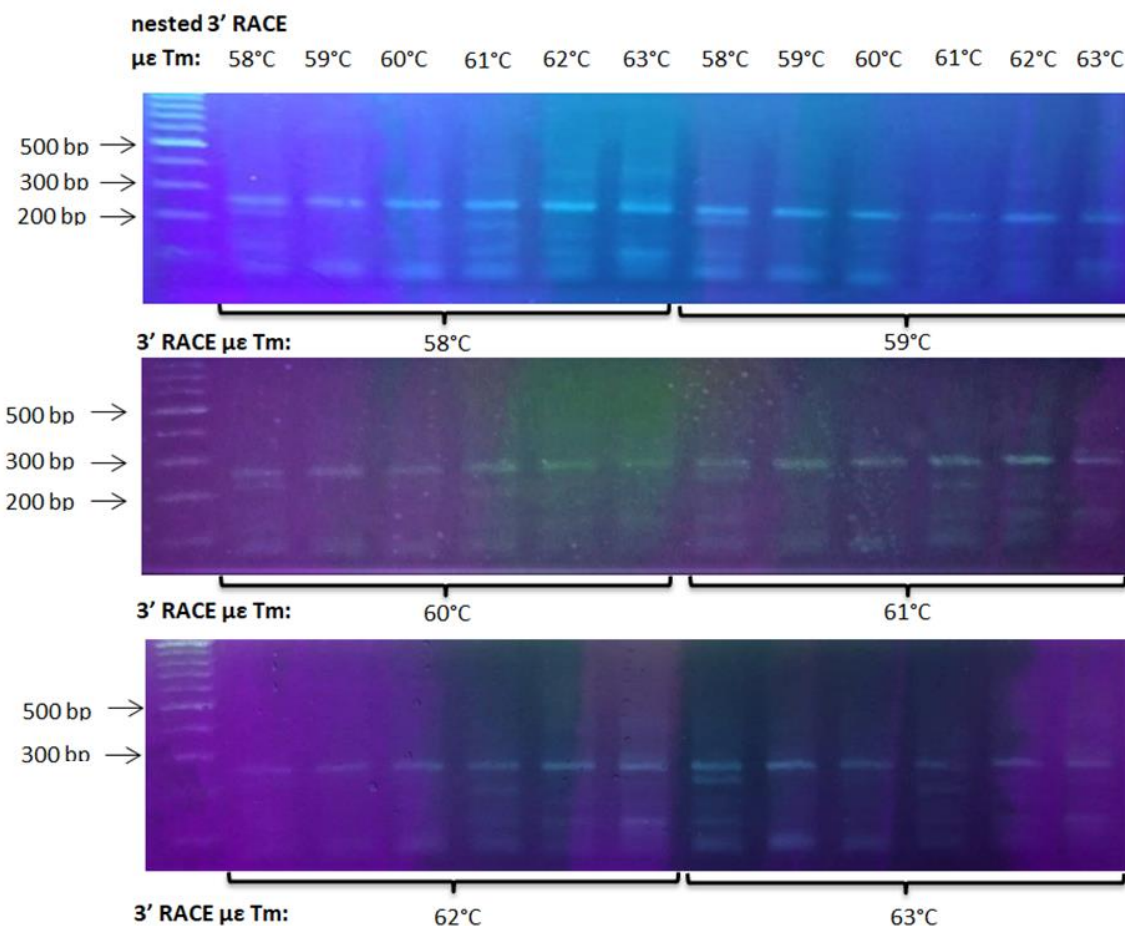 nested 3’ RACE
με Tm: 58°C 59°C 60°C 61°C 62°C 63°C 58°C 59°C 60°C 61°C 62°C 63°C
500 bp
300 bp
200 bp
3’ RACE με Tm: 58°C 59°C
500 bp
300 bp
200 bp
3’ RACE με Tm: 60°C 61°C
500 bp
300 bp
3’ RACE με Tm: 62°C 63°C